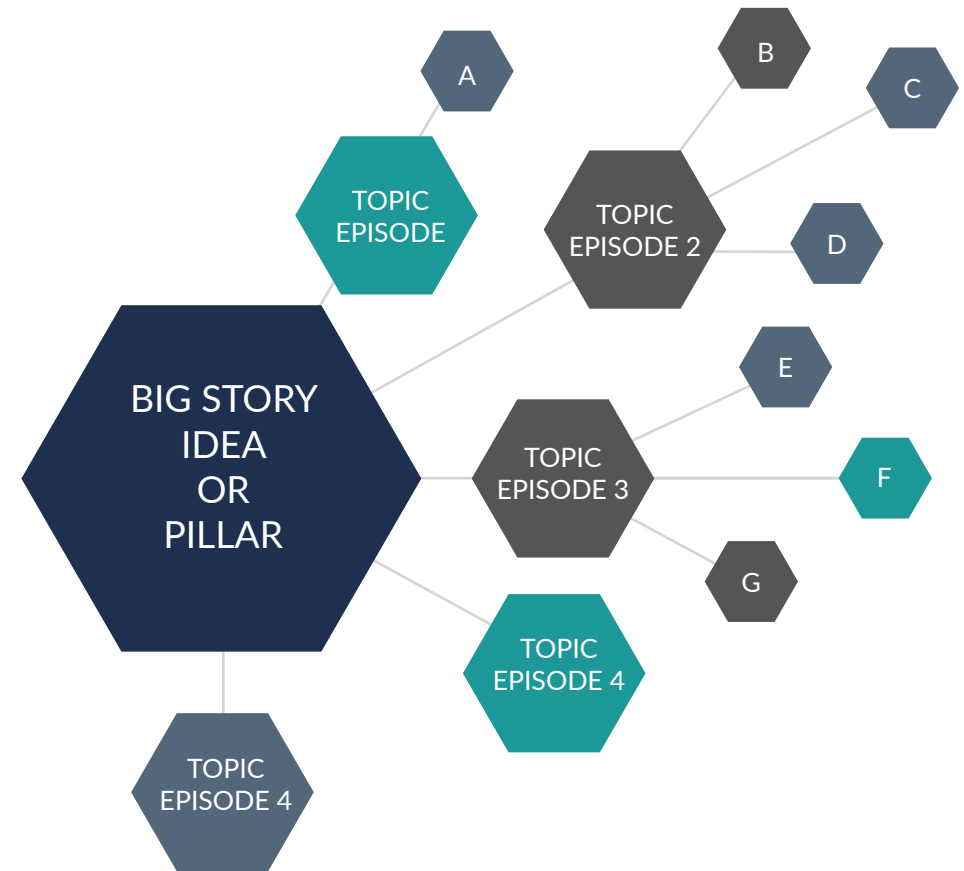 A
B
C
TOPIC
EPISODE
TOPIC
EPISODE 2
D
BIG STORY
IDEA
OR
PILLAR
E
TOPIC
EPISODE 3
F
G
TOPIC
EPISODE 4
TOPIC
EPISODE 4